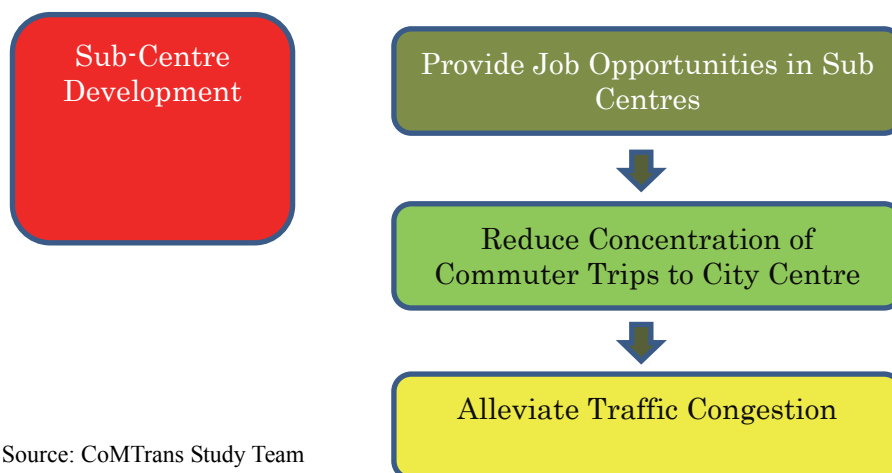 Sub-Centre
Development
Provide Job Opportunities in Sub
Centres
Reduce Concentration of
Commuter Trips to City Centre
Alleviate Traffic Congestion
Source: CoMTrans Study Team